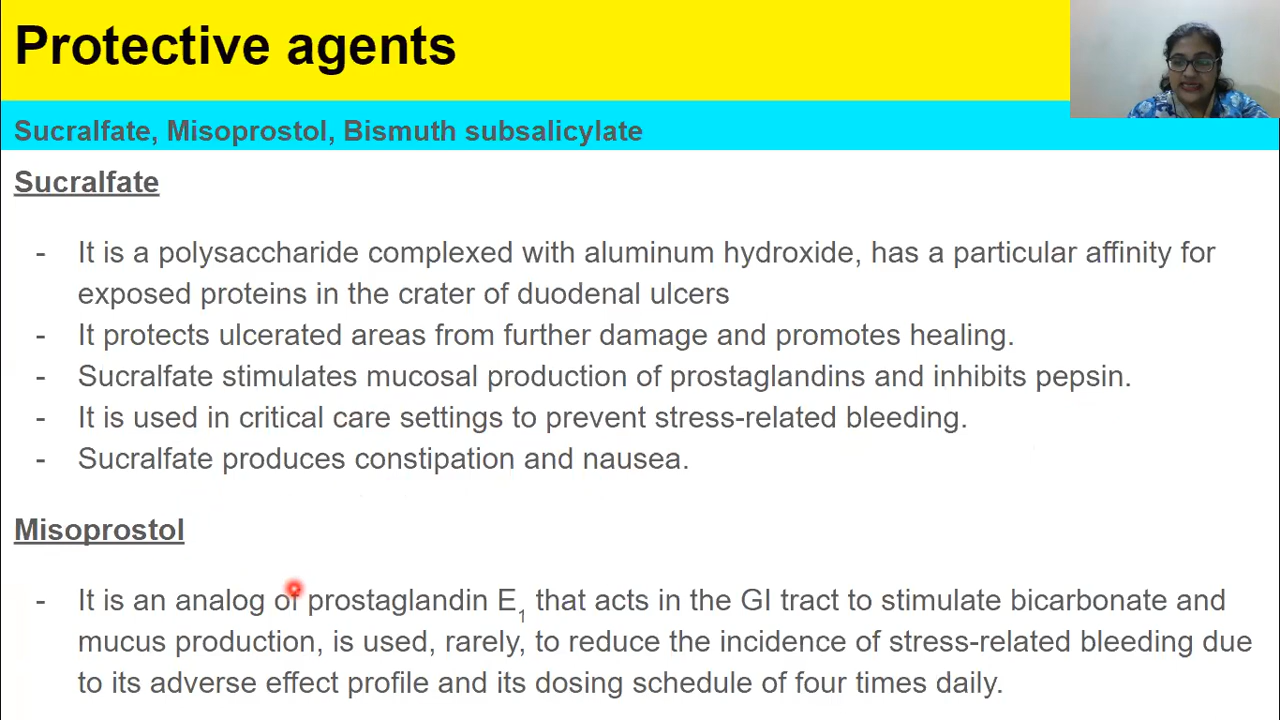 Protective agents
Sucralfate, Misoprostol, Bismuth subsalicylate
Sucralfate
- It is a polysaccharide complexed with aluminum hydroxide, has a particular affinity for
exposed proteins in the crater of duodenal ulcers
- It protects ulcerated areas from further damage and promotes healing.
- Sucralfate stimulates mucosal production of prostaglandins and inhibits pepsin.
- It is used in critical care settings to prevent stress-related bleeding.
- Sucralfate produces constipation and nausea.
Misoprostol
- It is an analog of prostaglandin E1 that acts in the GI tract to stimulate bicarbonate and
mucus production, is used, rarely, to reduce the incidence of stress-related bleeding due
to its adverse effect profile and its dosing schedule of four times daily.